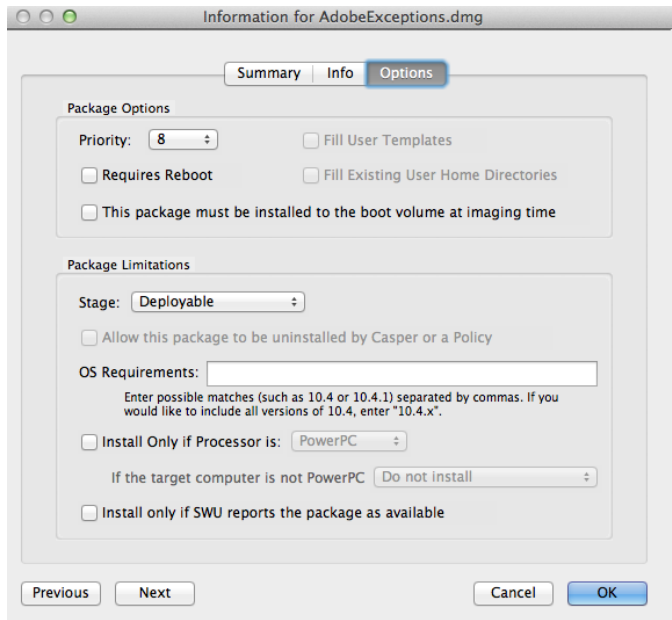 Information for AdobeExceptions.dmg
Summary Info Options
Package Options
Priority: 8 Fill User Templates
Requires Reboot Fill Existing User Home Directories
This package must be installed to the boot volume at imaging time
Package Limitations
Stage: Deployable
Allow this package to be uninstalled by Casper or a Policy
OS Requirements:
Enter possible matches (such as 10.4 or 10.4.1) separated by commas. If you
would like to include all versions of 10.4, enter "10.4.x".
Install Only if Processor is: PowerPC
If the target computer is not PowerPC Do not install
Install only if SWU reports the package as available
Previous Next Cancel OK